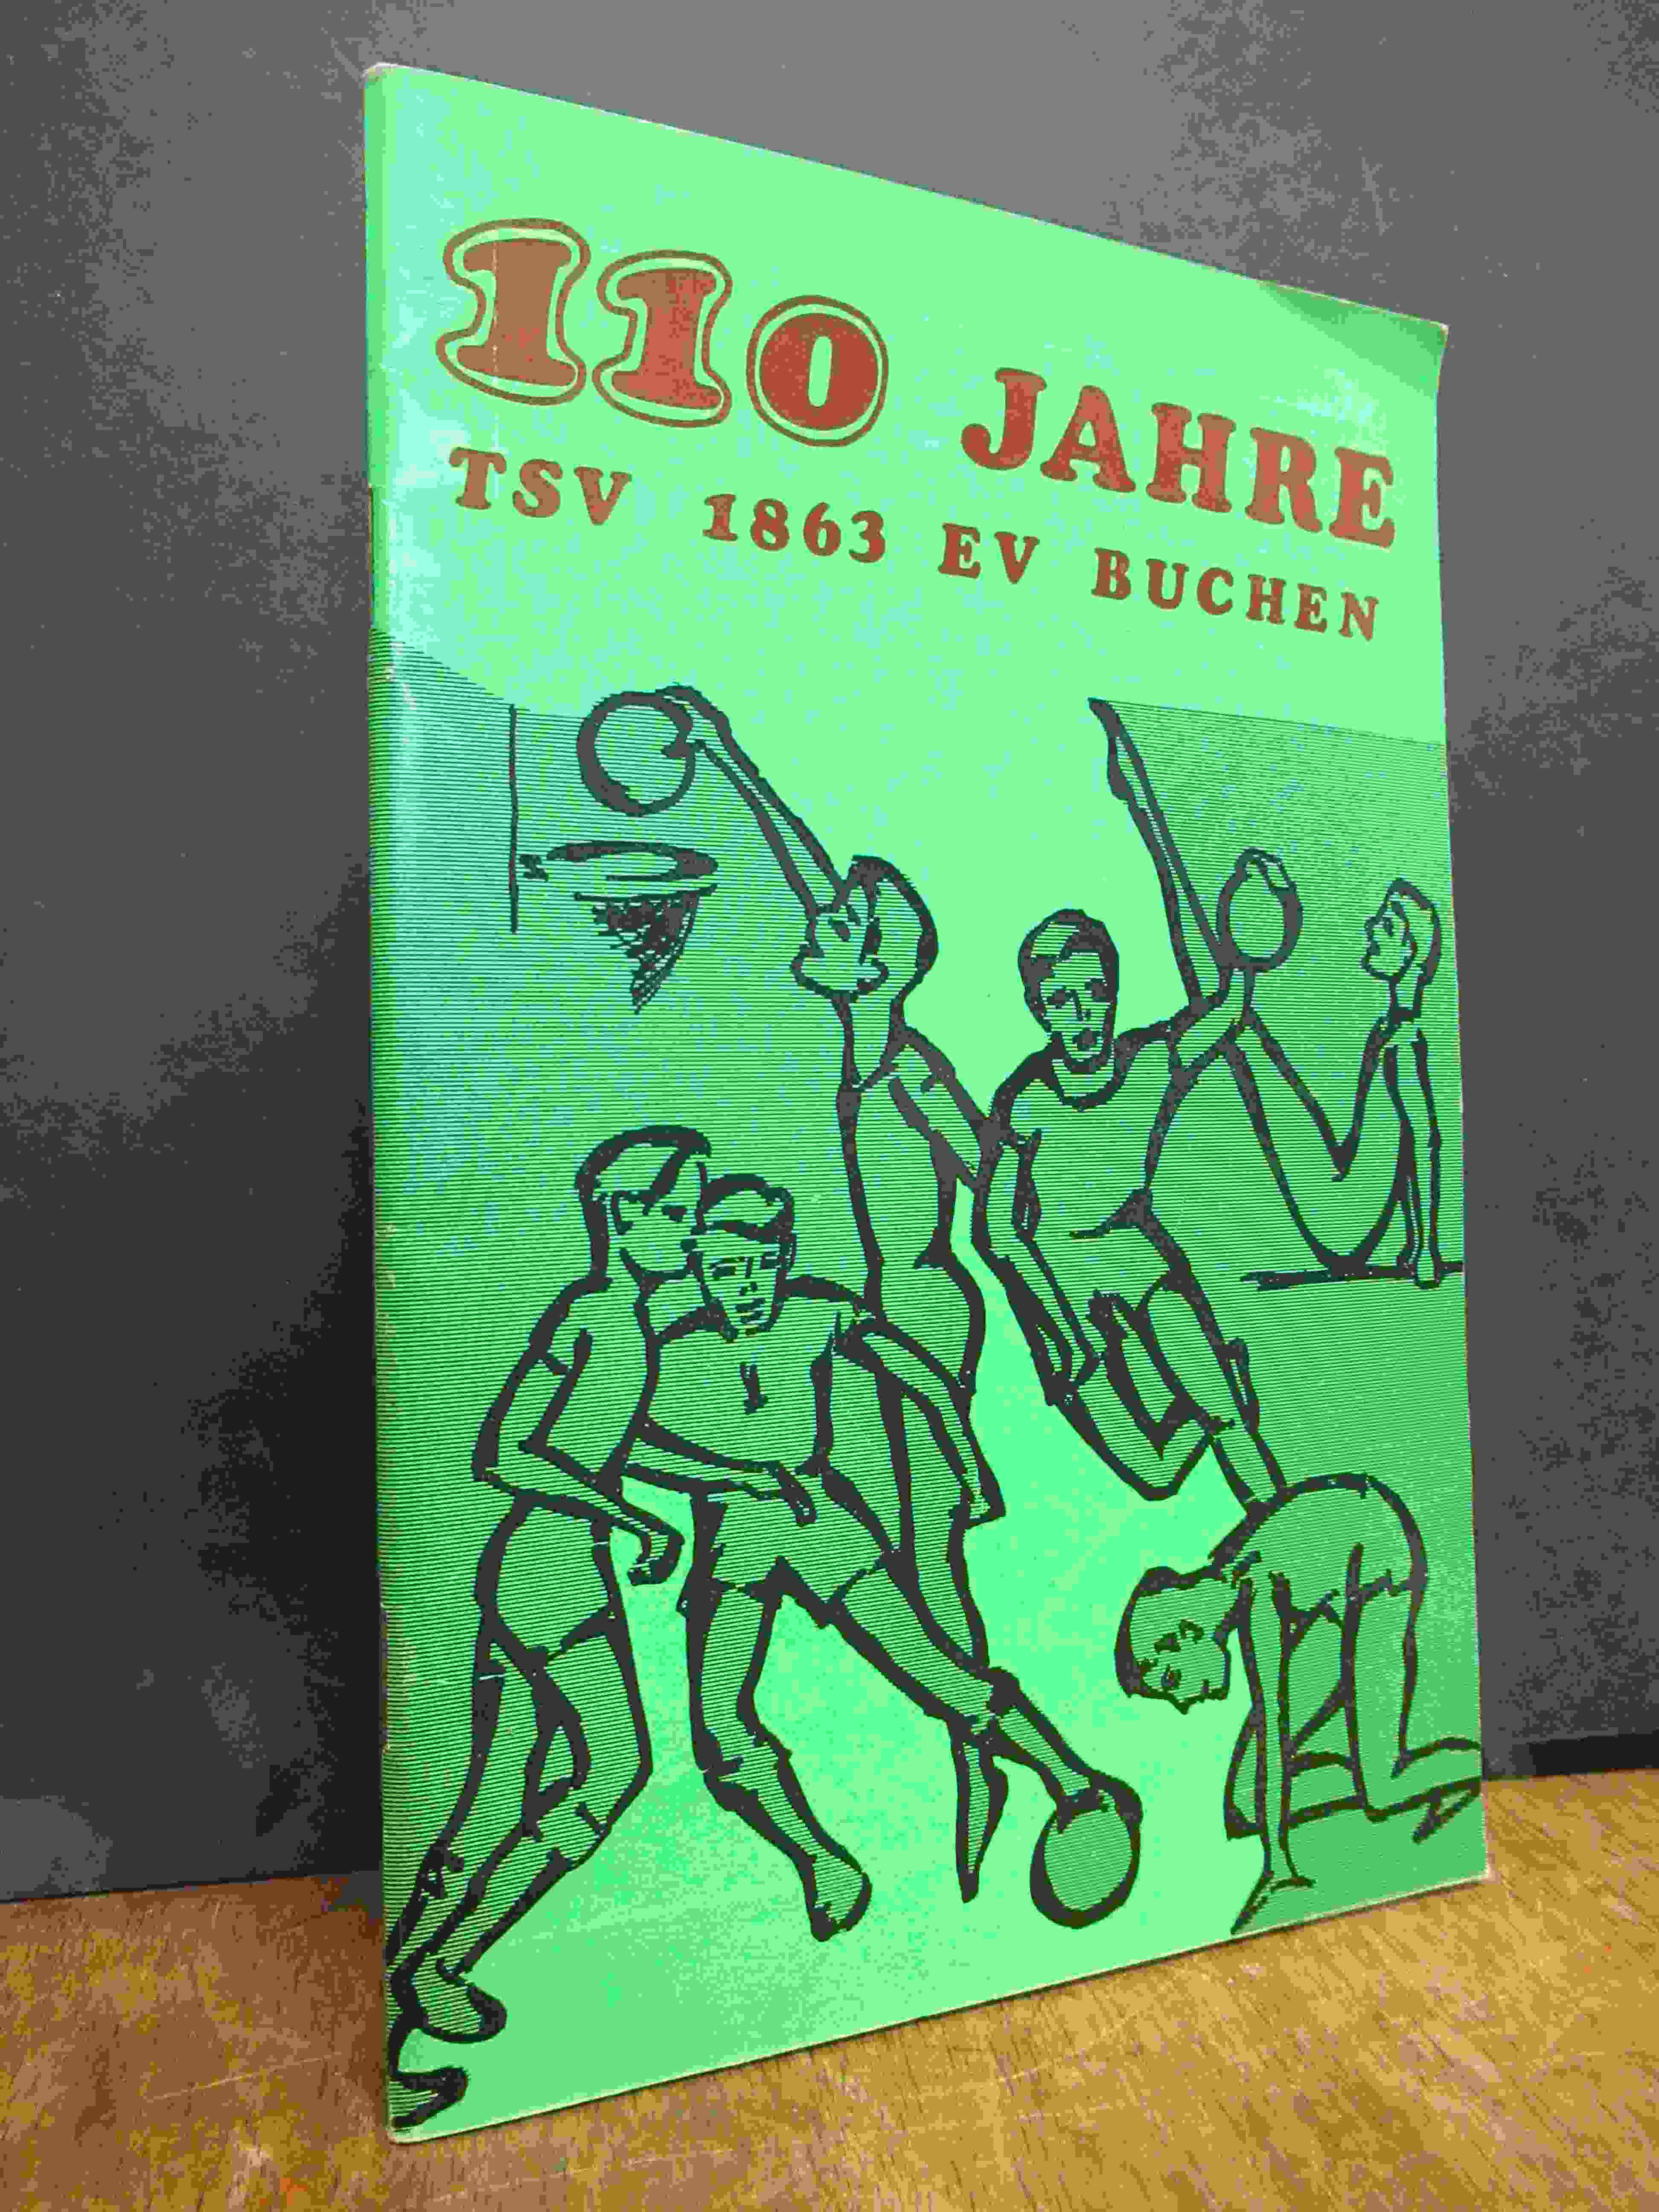 110 JAHRE
TSV 1863 EV BUCHEN